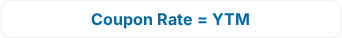 Coupon Rate = YTM